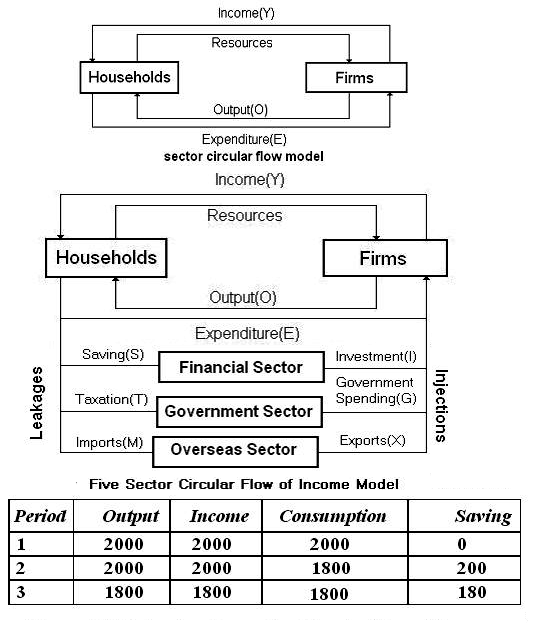 Income(Y)
Resources
Households Firms
Output(O)
Expenditure(E)
sector circular flow model
Income(Y)
Resources
Households Firms
Output(O)
Expenditure(E)
Saving(S) Financial Sector Investment(I)
Taxation(T) Government Sector Government Spending(G)
Imports(M) Overseas Sector Exports(X)
Leakages
Injections
Five Sector Circular Flow of Income Model
Period Output Income Consumption Saving
1 2000 2000 2000 0
2 2000 2000 1800 200
3 1800 1800 1800 180